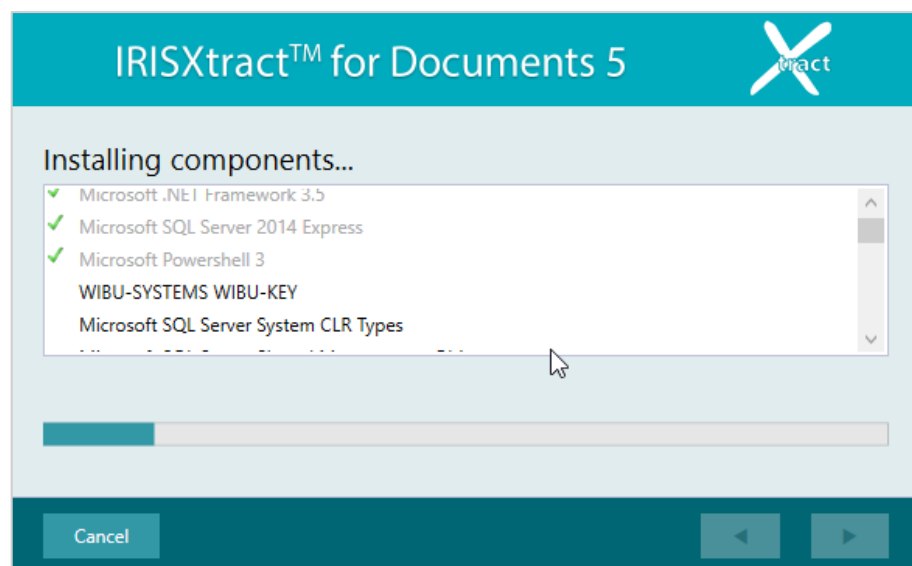 IRISXtract™ for Documents 5
Xtract
Installing components...
Microsoft .NET Framework 3.5
Microsoft SQL Server 2014 Express
Microsoft Powershell 3
WIBU-SYSTEMS WIBU-KEY
Microsoft SQL Server System CLR Types
Cancel